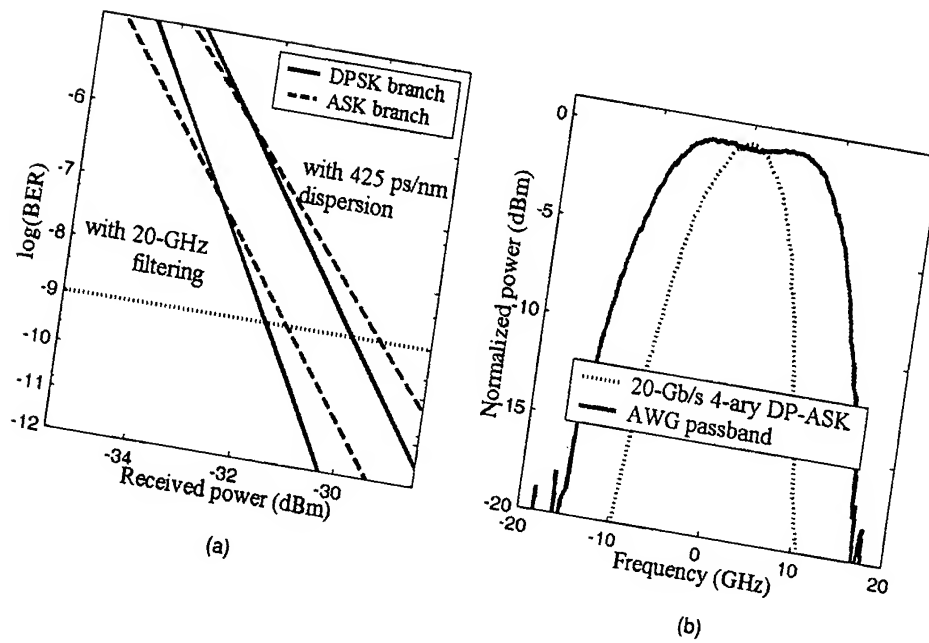 DPSK branch
ASK branch
with 425 ps/nm
dispersion
with 20-GHz
filtering
log(BER)
-6
-7
-8
-9
-10
-11
-12
-34
-32
-30
Received power (dBm)
(a)
0
-5
-10
-15
-20
Normalized power (dBm)
20-Gb/s 4-ary DP-ASK
AWG passband
-20
-10
0
10
20
Frequency (GHz)
(b)